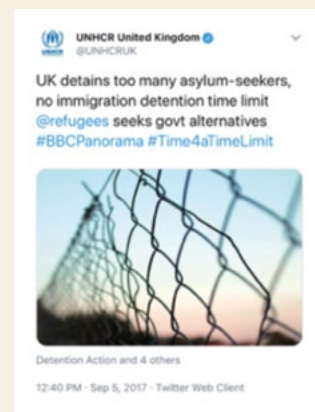 UNHCR United Kingdom
@UNHCRUK
UK detains too many asylum-seekers,
no immigration detention time limit
@refugees seeks govt alternatives
#BBCPanorama #Time4aTimeLimit
Detention Action and 4 others
12:40 PM · Sep 5, 2017 · Twitter Web Client